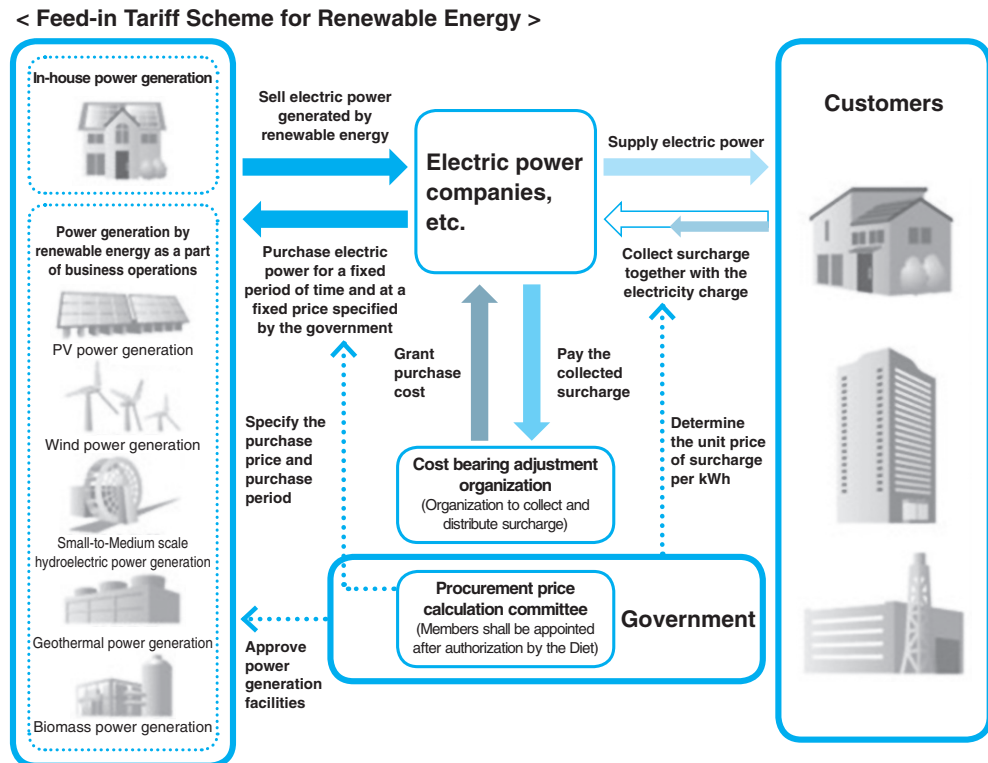 < Feed-in Tariff Scheme for Renewable Energy >
In-house power generation
Power generation by
renewable energy as a part
of business operations
PV power generation
Wind power generation
Small-to-Medium scale
hydroelectric power generation
Geothermal power generation
Biomass power generation
Sell electric power
generated by
renewable energy
Purchase electric
power for a fixed
period of time and at a
fixed price specified
by the government
Specify the
purchase
price and
purchase
period
Approve
power
generation
facilities
Electric power
companies,
etc.
Grant
purchase
cost
Pay the
collected
surcharge
Cost bearing adjustment
organization
(Organization to collect and
distribute surcharge)
Procurement price
calculation committee
(Members shall be appointed
after authorization by the Diet)
Government
Supply electric power
Collect surcharge
together with the
electricity charge
Determine
the unit price
of surcharge
per kWh
Customers